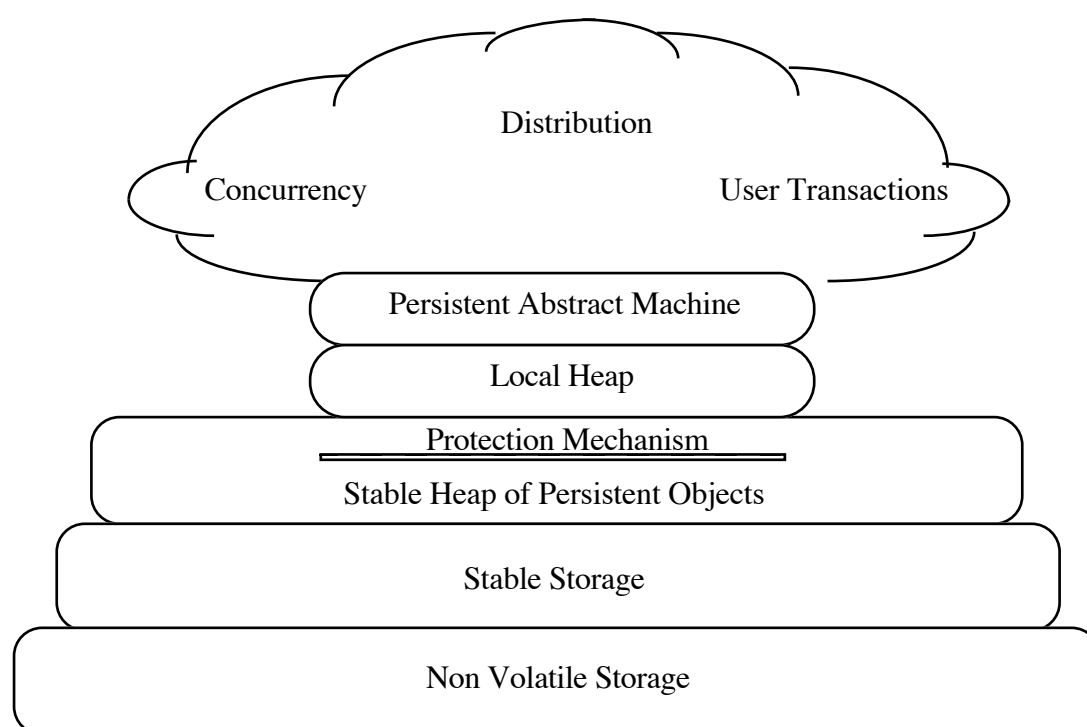 Distribution
Concurrency
User Transactions
Persistent Abstract Machine
Local Heap
Protection Mechanism
Stable Heap of Persistent Objects
Stable Storage
Non Volatile Storage